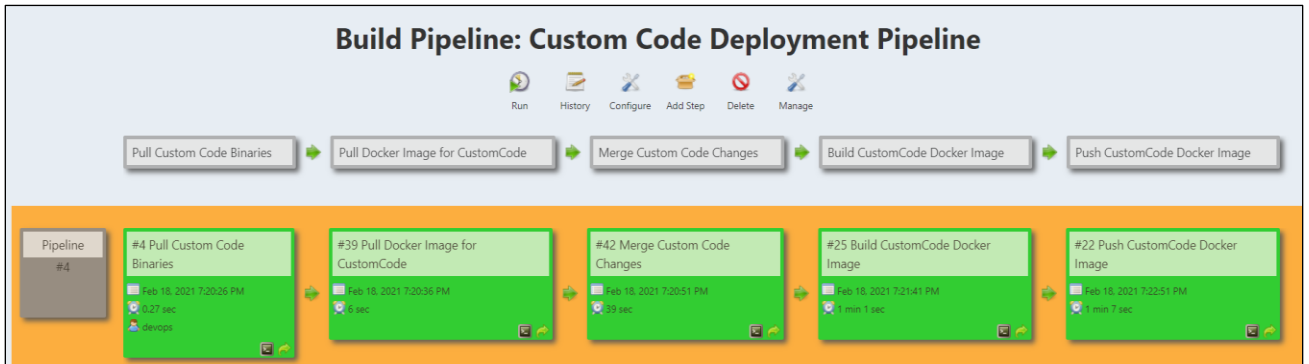 Build Pipeline: Custom Code Deployment Pipeline
Run History Configure Add Step Delete Manage
Pull Custom Code Binaries
Pull Docker Image for CustomCode
Merge Custom Code Changes
Build CustomCode Docker Image
Push CustomCode Docker Image
Pipeline
#4
#4 Pull Custom Code
Binaries
Feb 18, 2021 7:20:26 PM
0.27 sec
devops
#39 Pull Docker Image for
CustomCode
Feb 18, 2021 7:20:36 PM
6 sec
#42 Merge Custom Code
Changes
Feb 18, 2021 7:20:51 PM
39 sec
#25 Build CustomCode Docker
Image
Feb 18, 2021 7:21:41 PM
1 min 1 sec
#22 Push CustomCode Docker
Image
Feb 18, 2021 7:22:51 PM
1 min 7 sec